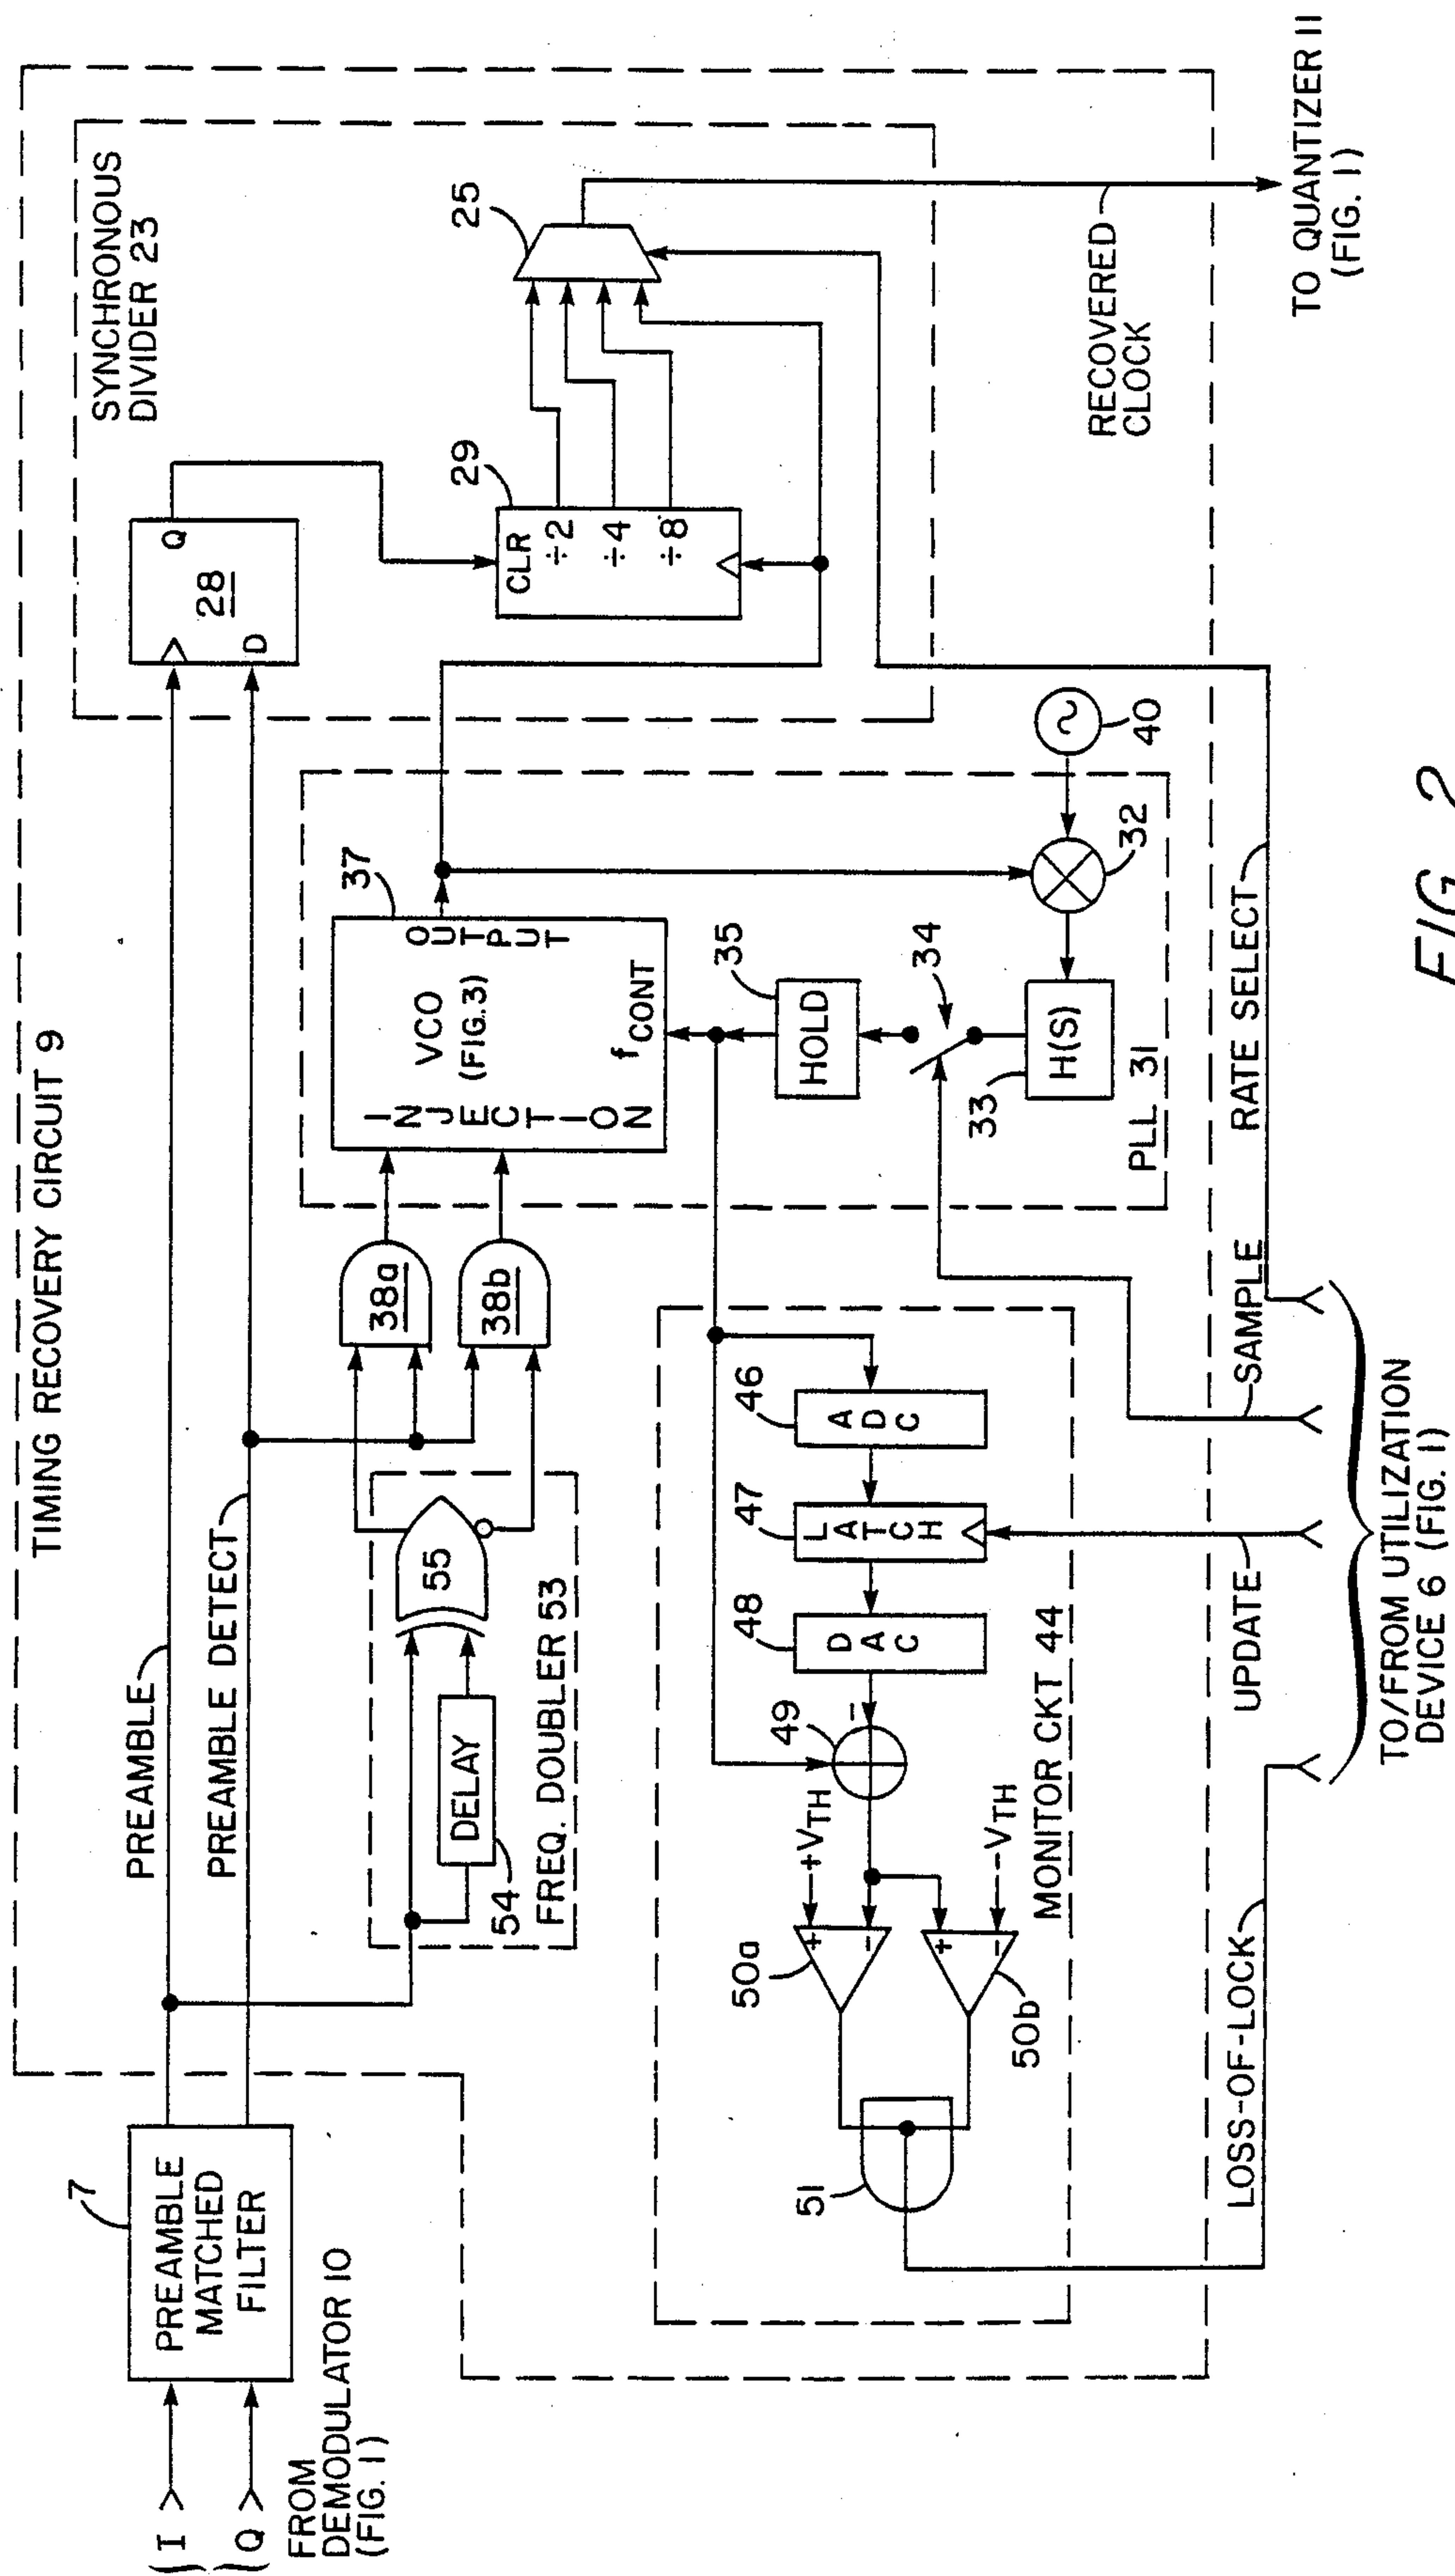 TIMING RECOVERY CIRCUIT 9
7
PREAMBLE
MATCHED
FILTER
{ I >
{ Q >
FROM
DEMODULATOR 10
(FIG. 1)
PREAMBLE
PREAMBLE DETECT
DELAY
54
55
FREQ. DOUBLER 53
38a
38b
37
VCO
(FIG. 3)
INJECTION
OUTPUT
fCONT
35
HOLD
34
33
H(S)
32
40
PLL 31
SYNCHRONOUS
DIVIDER 23
28
D
Q
29
CLR
÷2
÷4
÷8
25
RECOVERED
CLOCK
TO QUANTIZER 11
(FIG. 1)
46
ADC
47
LATCH
48
DAC
49
−
+VTH
−VTH
50a
+
−
50b
+
−
51
MONITOR CKT 44
LOSS-OF-LOCK
UPDATE
SAMPLE
RATE SELECT
TO/FROM UTILIZATION
DEVICE 6 (FIG. 1)
FIG. 2